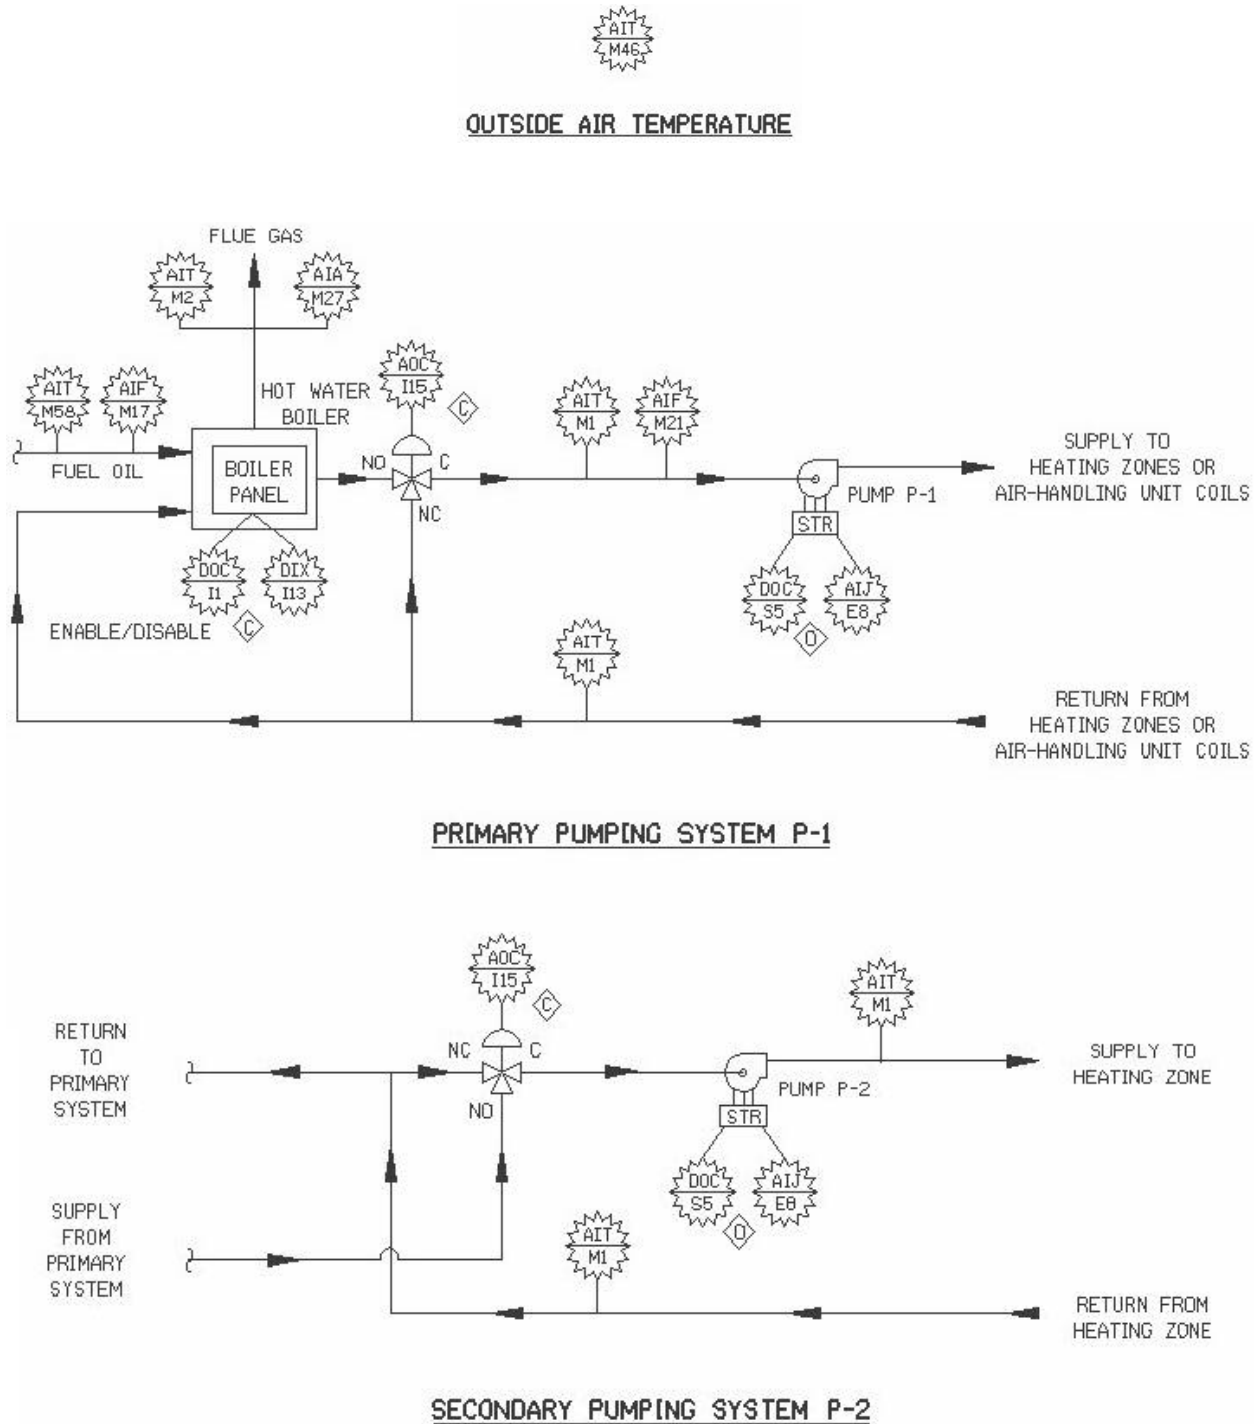 AIT
M46
OUTSIDE AIR TEMPERATURE
FLUE GAS
AIT
M2
AIA
M27
AOC
I15
C
AIT
M58
AIF
M17
HOT WATER
BOILER
AIT
M1
AIF
M21
FUEL OIL
BOILER
PANEL
NO
C
NC
SUPPLY TO
HEATING ZONES OR
AIR-HANDLING UNIT COILS
PUMP P-1
STR
DOC
I1
DIX
I13
DOC
S5
AIJ
E8
ENABLE/DISABLE
C
O
AIT
M1
RETURN FROM
HEATING ZONES OR
AIR-HANDLING UNIT COILS
PRIMARY PUMPING SYSTEM P-1
AOC
I15
C
AIT
M1
RETURN
TO
PRIMARY
SYSTEM
NC
C
NO
SUPPLY TO
HEATING ZONE
PUMP P-2
STR
DOC
S5
AIJ
E8
O
SUPPLY
FROM
PRIMARY
SYSTEM
AIT
M1
RETURN FROM
HEATING ZONE
SECONDARY PUMPING SYSTEM P-2